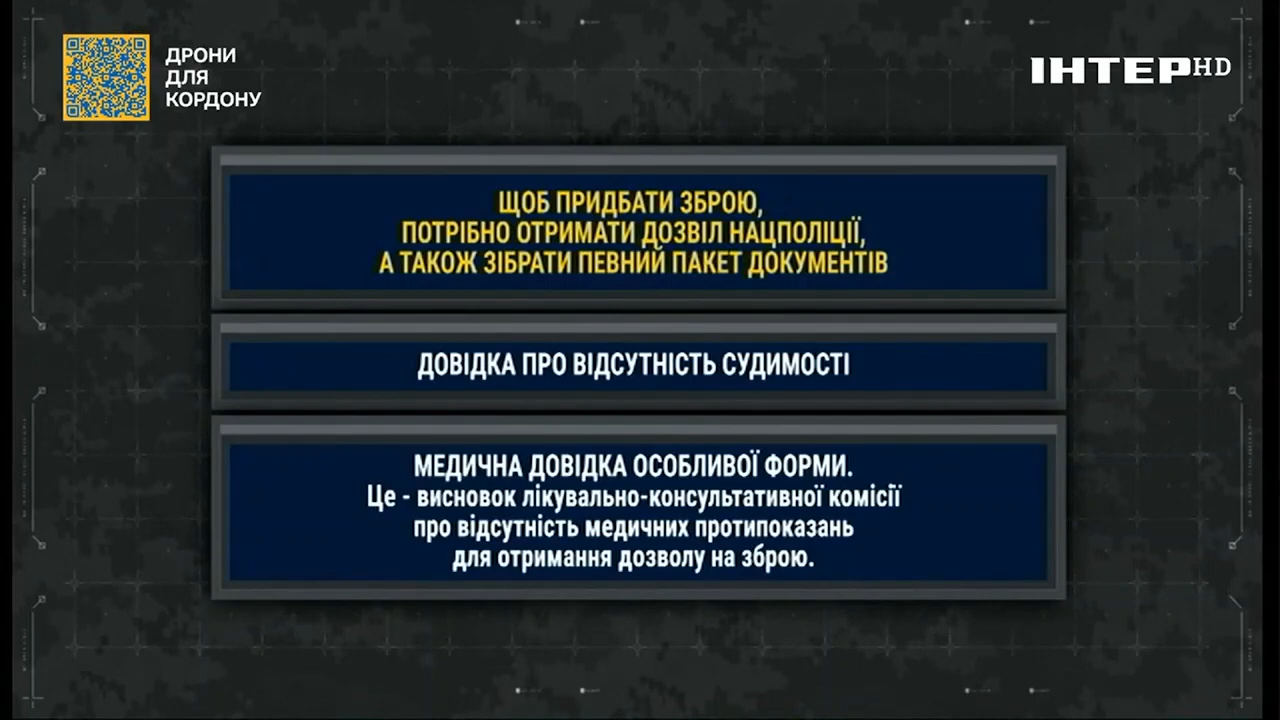 ДРОНИ
ДЛЯ
КОРДОНУ
ІНТЕРHD
ЩОБ ПРИДБАТИ ЗБРОЮ,
ПОТРІБНО ОТРИМАТИ ДОЗВІЛ НАЦПОЛІЦІЇ,
А ТАКОЖ ЗІБРАТИ ПЕВНИЙ ПАКЕТ ДОКУМЕНТІВ
ДОВІДКА ПРО ВІДСУТНІСТЬ СУДИМОСТІ
МЕДИЧНА ДОВІДКА ОСОБЛИВОЇ ФОРМИ.
Це - висновок лікувально-консультативної комісії
про відсутність медичних протипоказань
для отримання дозволу на зброю.